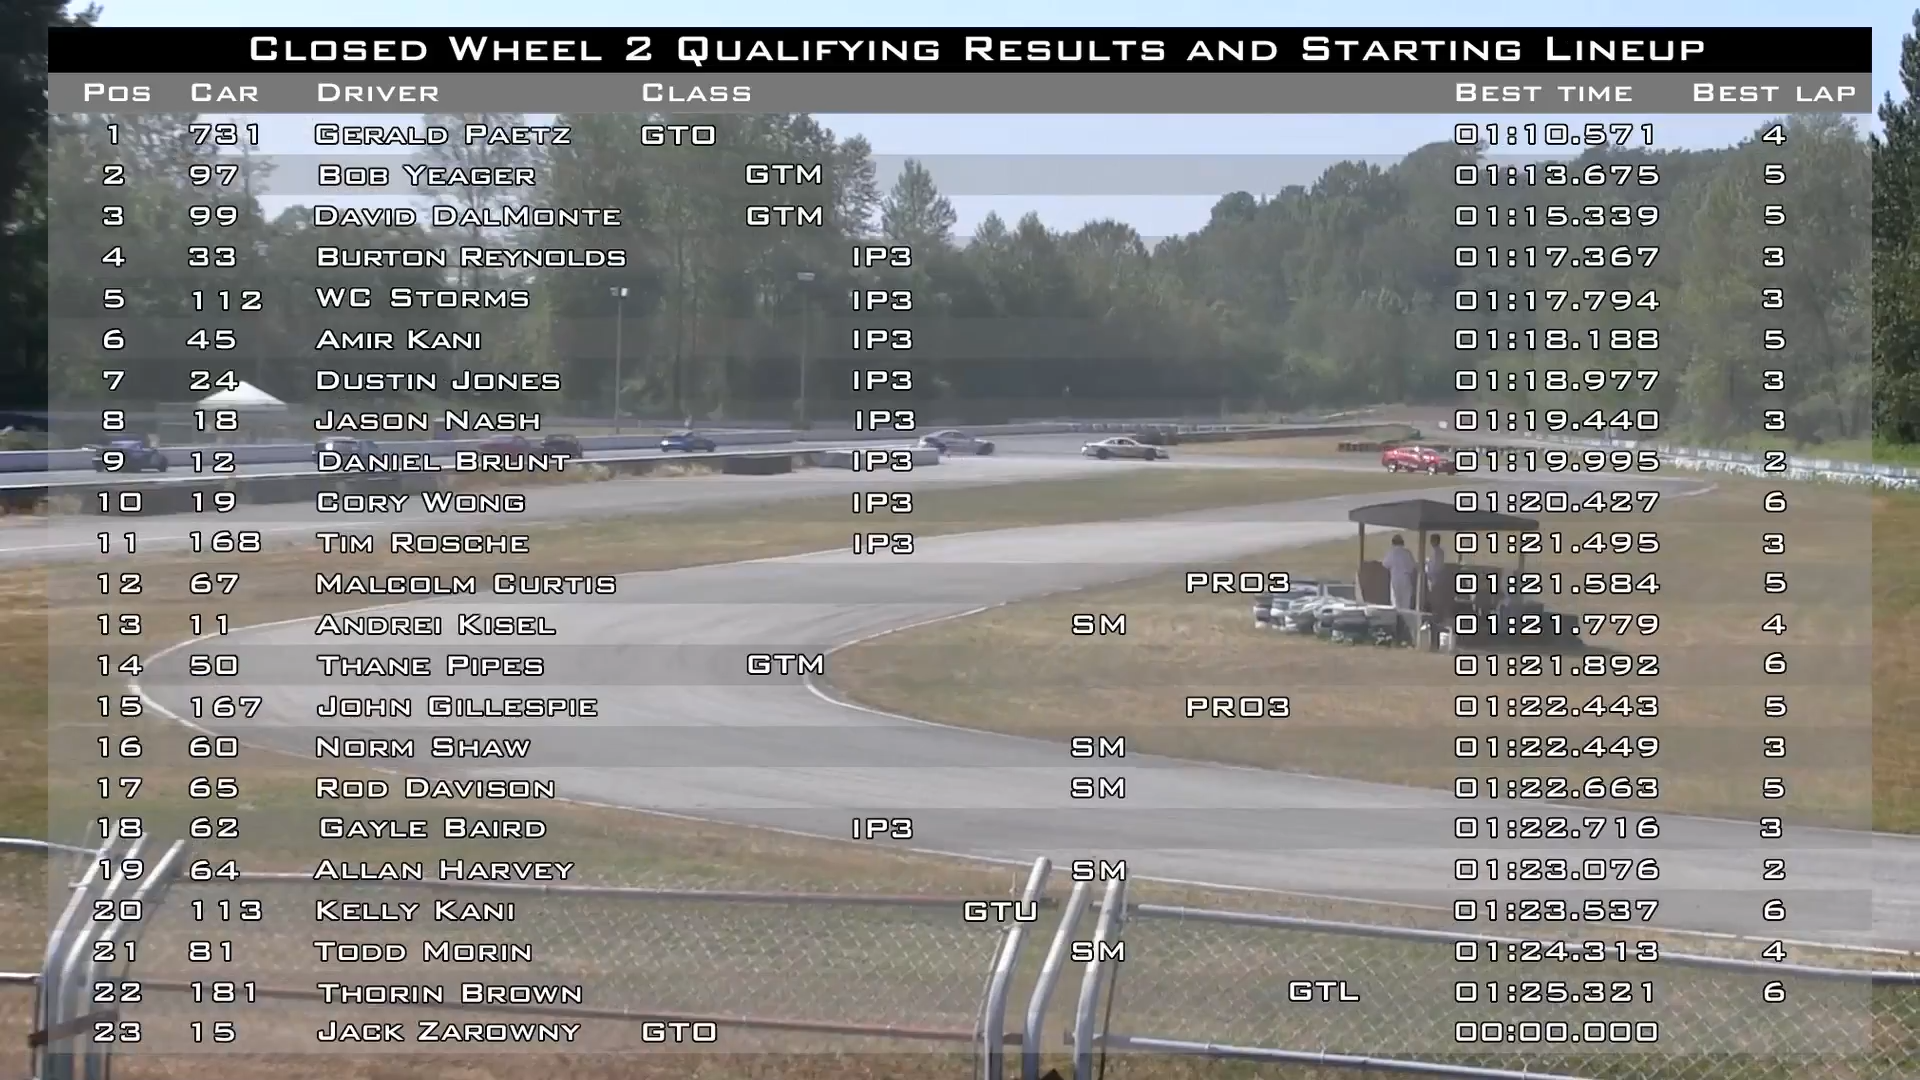 Closed Wheel 2 Qualifying Results and Starting Lineup
Pos Car Driver Class Best time Best lap
1 731 Gerald Paetz GTO 01:10.571 4
2 97 Bob Yeager GTM 01:13.675 5
3 99 David DalMonte GTM 01:15.339 5
4 33 Burton Reynolds IP3 01:17.367 3
5 112 WC Storms IP3 01:17.794 3
6 45 Amir Kani IP3 01:18.188 5
7 24 Dustin Jones IP3 01:18.977 3
8 18 Jason Nash IP3 01:19.440 3
9 12 Daniel Brunt IP3 01:19.995 2
10 19 Cory Wong IP3 01:20.427 6
11 168 Tim Rosche IP3 01:21.495 3
12 67 Malcolm Curtis PRO3 01:21.584 5
13 11 Andrei Kisel SM 01:21.779 4
14 50 Thane Pipes GTM 01:21.892 6
15 167 John Gillespie PRO3 01:22.443 5
16 60 Norm Shaw SM 01:22.449 3
17 65 Rod Davison SM 01:22.663 5
18 62 Gayle Baird IP3 01:22.716 3
19 64 Allan Harvey SM 01:23.076 2
20 113 Kelly Kani GTU 01:23.537 6
21 81 Todd Morin SM 01:24.313 4
22 181 Thorin Brown GTL 01:25.321 6
23 15 Jack Zarowny GTO 00:00.000